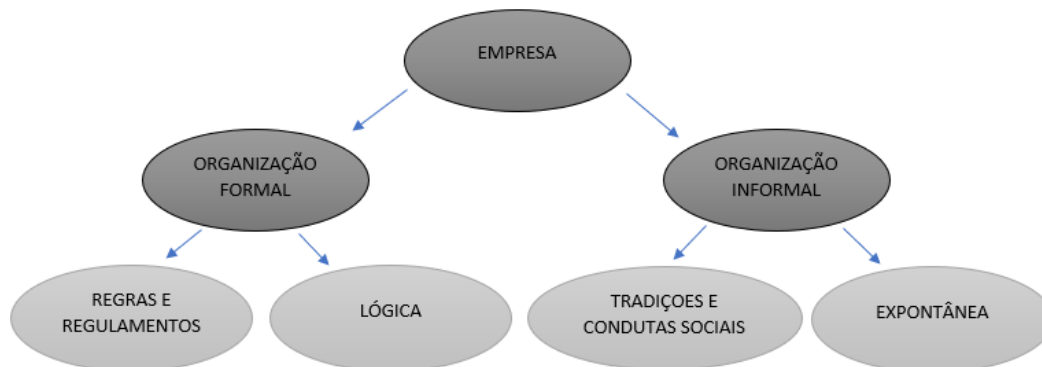 EMPRESA
ORGANIZAÇÃO
FORMAL
ORGANIZAÇÃO
INFORMAL
REGRAS E
REGULAMENTOS
LÓGICA
TRADIÇOES E
CONDUTAS SOCIAIS
EXPONTÂNEA